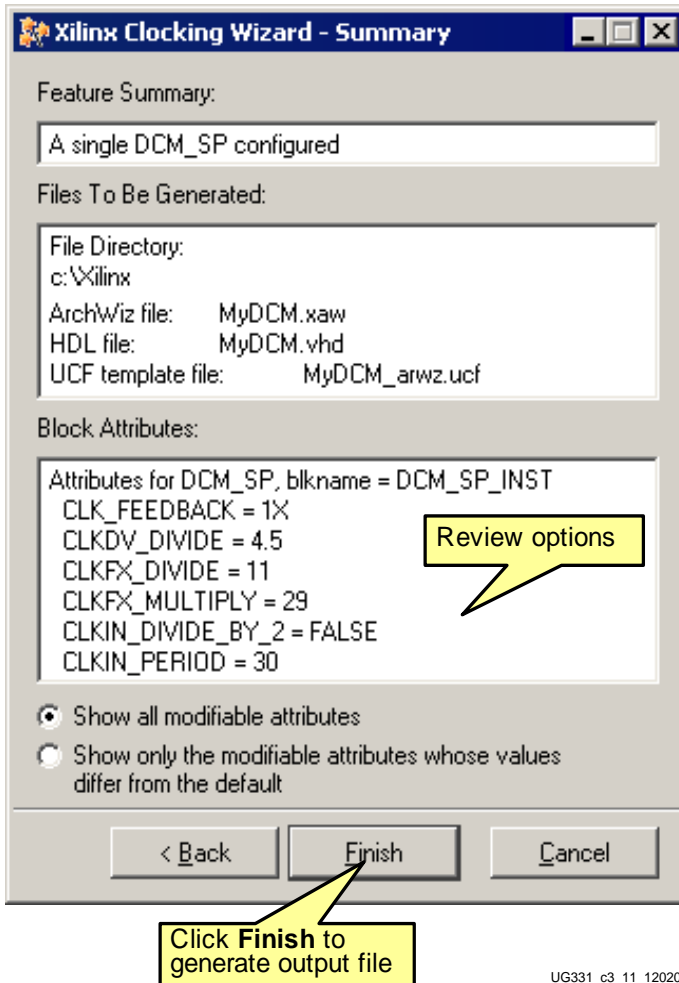 Xilinx Clocking Wizard - Summary
Feature Summary:
A single DCM_SP configured
Files To Be Generated:
File Directory:
c:\Xilinx
ArchWiz file: MyDCM.xaw
HDL file: MyDCM.vhd
UCF template file: MyDCM_arwz.ucf
Block Attributes:
Attributes for DCM_SP, blkname = DCM_SP_INST
CLK_FEEDBACK = 1X
CLKDV_DIVIDE = 4.5
Review options
CLKFX_DIVIDE = 11
CLKFX_MULTIPLY = 29
CLKIN_DIVIDE_BY_2 = FALSE
CLKIN_PERIOD = 30
Show all modifiable attributes
Show only the modifiable attributes whose values
differ from the default
< Back
Finish
Cancel
Click Finish to
generate output file
UG331_c3_11_12020